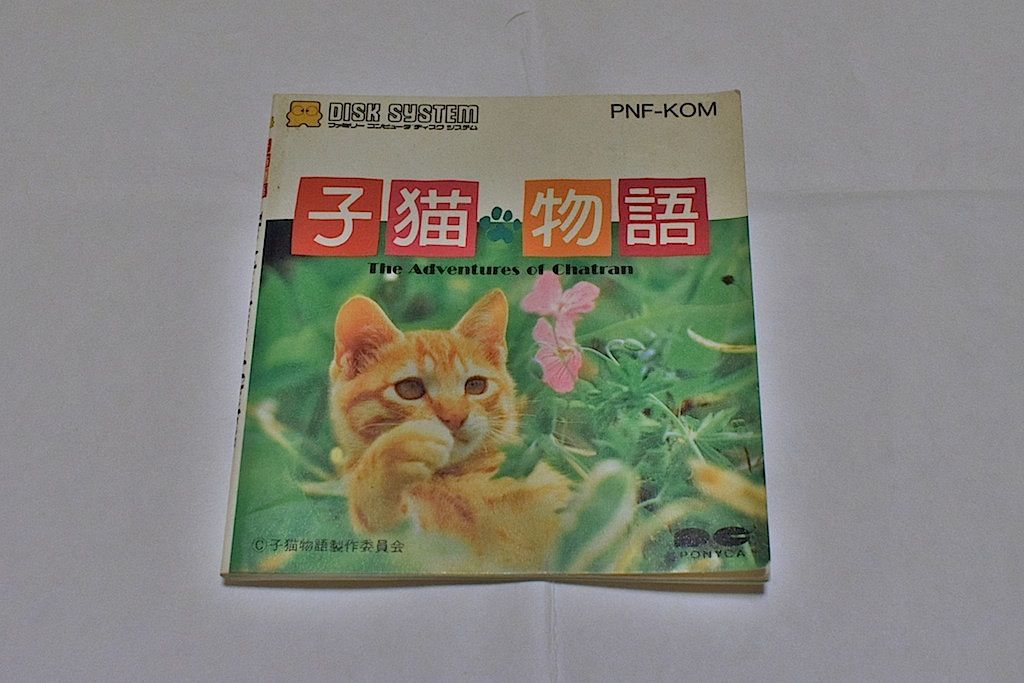 DISK SYSTEM
ファミリー コンピュータ ディスク システム
PNF-KOM
子猫物語
The Adventures of Chatran
©子猫物語製作委員会
PONYCA